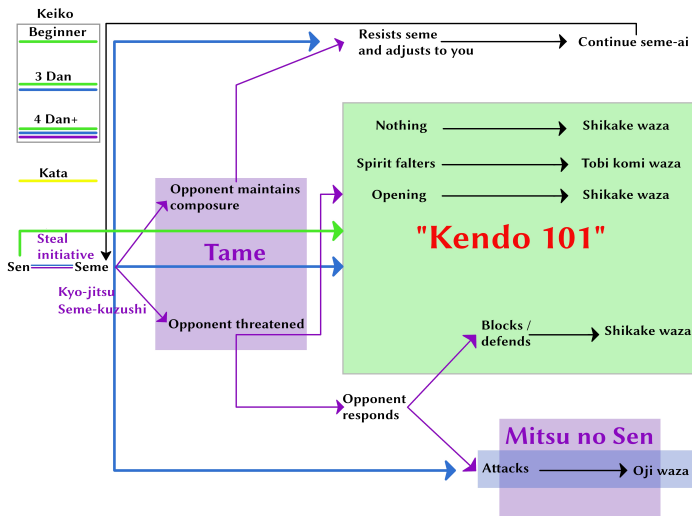 Keiko
Beginner
3 Dan
4 Dan+
Kata
Resists seme
and adjusts to you
Continue seme-ai
Nothing
Shikake waza
Spirit falters
Tobi komi waza
Opening
Shikake waza
"Kendo 101"
Opponent maintains
composure
Tame
Steal
initiative
Sen
Seme
Kyo-jitsu
Seme-kuzushi
Opponent threatened
Blocks /
defends
Shikake waza
Opponent
responds
Mitsu no Sen
Attacks
Oji waza